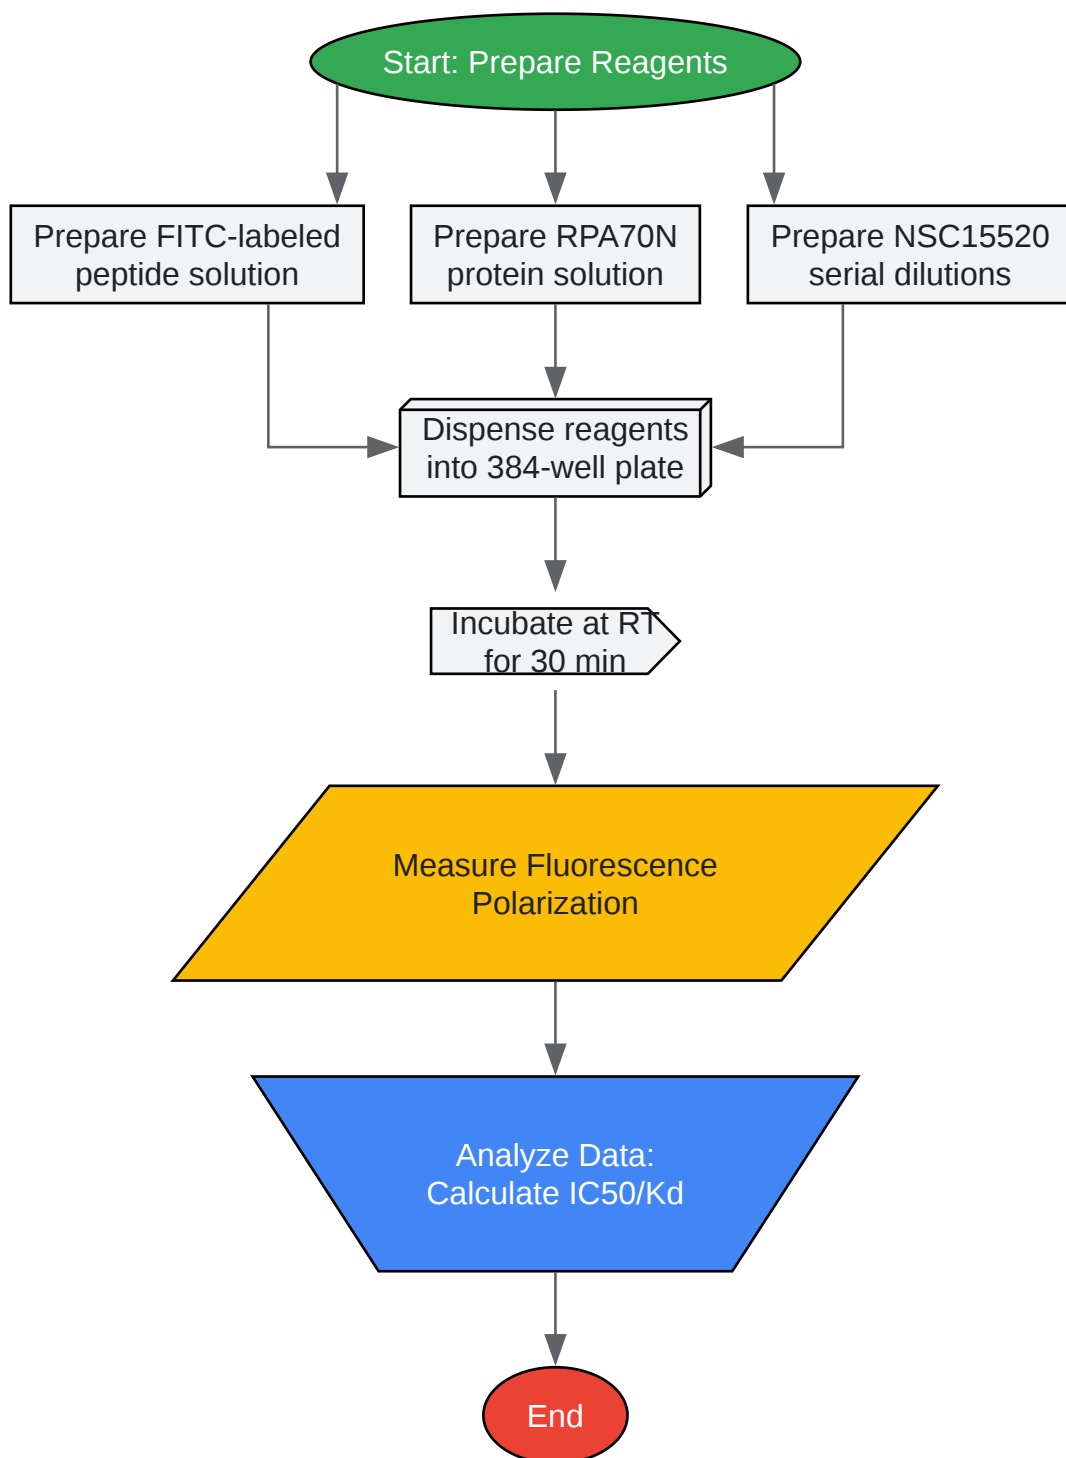 Start: Prepare Reagents
Prepare FITC-labeled
peptide solution
Prepare RPA70N
protein solution
Prepare NSC15520
serial dilutions
Dispense reagents
into 384-well plate
Incubate at RT
for 30 min
Measure Fluorescence
Polarization
Analyze Data:
Calculate IC50/Kd
End